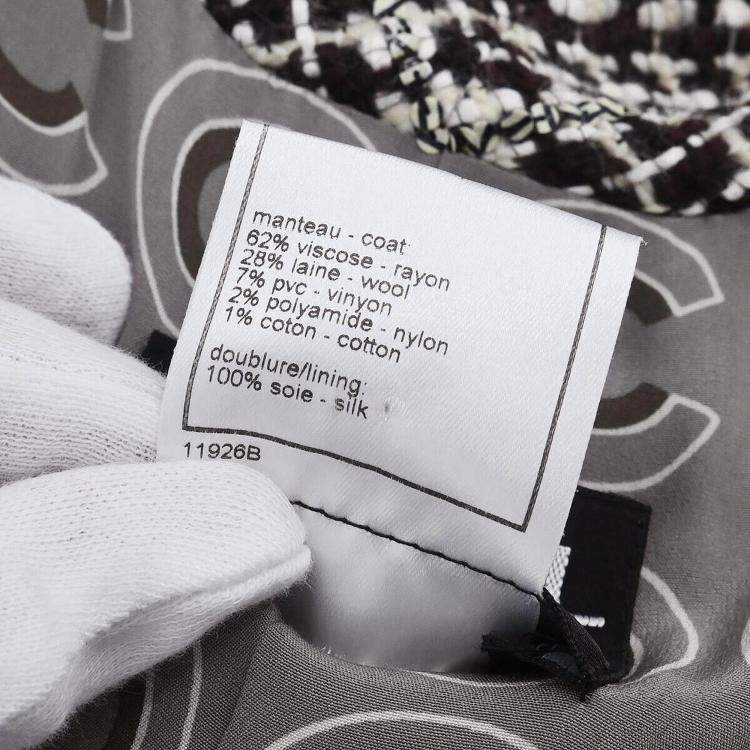 manteau - coat
62% viscose - rayon
28% laine - wool
7% pvc - vinyon
2% polyamide - nylon
1% coton - cotton
doublure/lining:
100% soie - silk
11926B